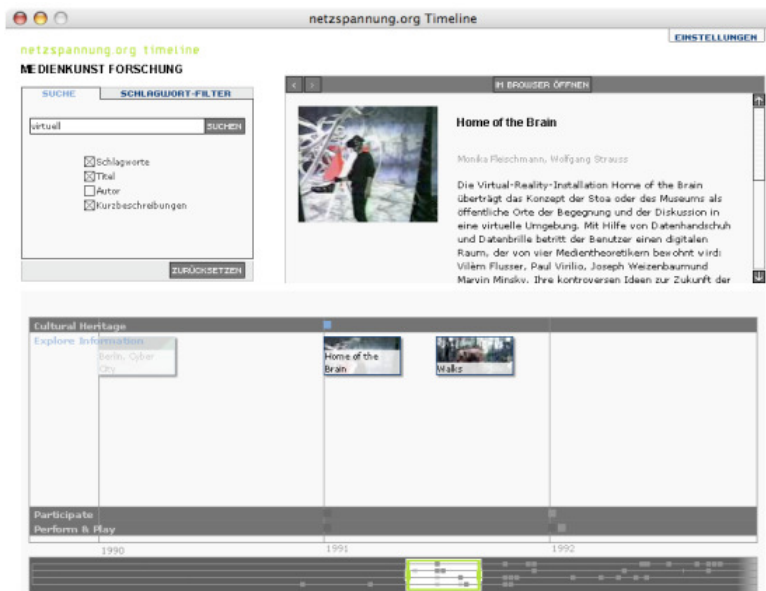 netzspannung.org Timeline
EINSTELLUNGEN
netzspannung.org timeline
MEDIENKUNST FORSCHUNG
SUCHE
SCHLAGWORT-FILTER
virtuell
SUCHEN
Schlagworte
Titel
Autor
Kurzbeschreibungen
ZURÜCKSETZEN
IM BROWSER ÖFFNEN
Home of the Brain
Monika Fleischmann, Wolfgang Strauss
Die Virtual-Reality-Installation Home of the Brain
überträgt das Konzept der Stoa oder des Museums als
öffentliche Orte der Begegnung und der Diskussion in
eine virtuelle Umgebung. Mit Hilfe von Datenhandschuh
und Datenbrille betritt der Benutzer einen digitalen
Raum, der von vier Medientheoretikern bewohnt wird:
Vilèm Flusser, Paul Virilio, Joseph Weizenbaumund
Marvin Minsky. Ihre kontroversen Ideen zur Zukunft der
Cultural Heritage
Explore Information
Berlin, Cyber
City
Home of the
Brain
Walks
Participate
Perform & Play
1990
1991
1992